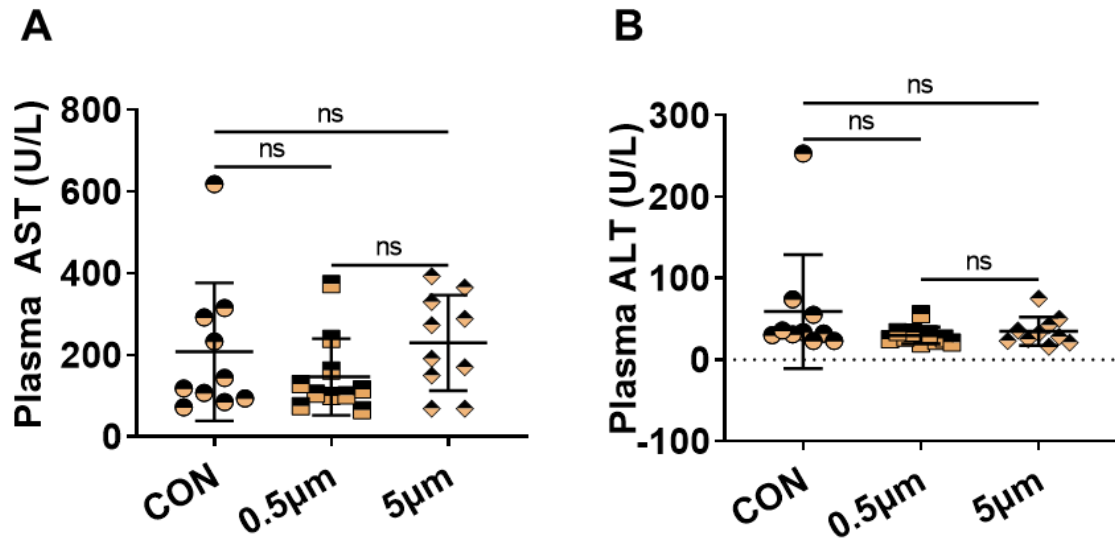 A
Plasma AST (U/L)
800
600
400
200
0
ns
ns
ns
CON
0.5μm
5μm
B
Plasma ALT (U/L)
300
200
100
0
-100
ns
ns
ns
CON
0.5μm
5μm